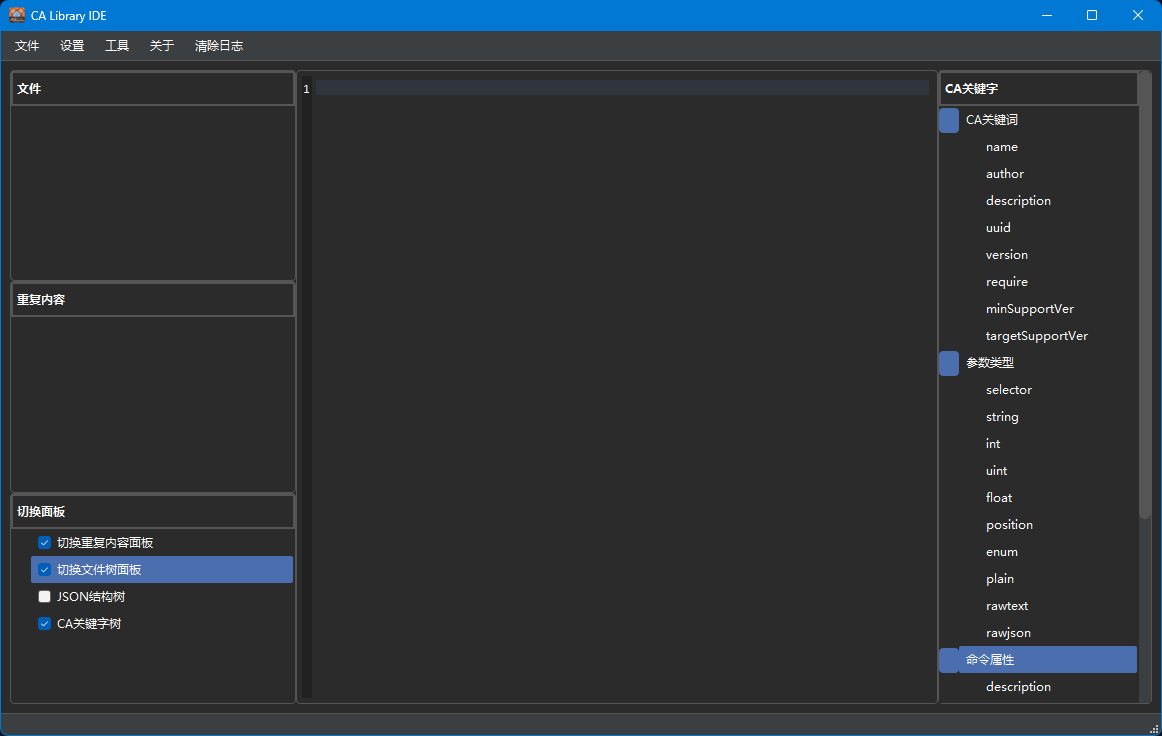 CA Library IDE
文件 设置 工具 关于 清除日志
文件
重复内容
切换面板
切换重复内容面板
切换文件树面板
JSON结构树
CA关键字树
1
CA关键字
CA关键词
name
author
description
uuid
version
require
minSupportVer
targetSupportVer
参数类型
selector
string
int
uint
float
position
enum
plain
rawtext
rawjson
命令属性
description